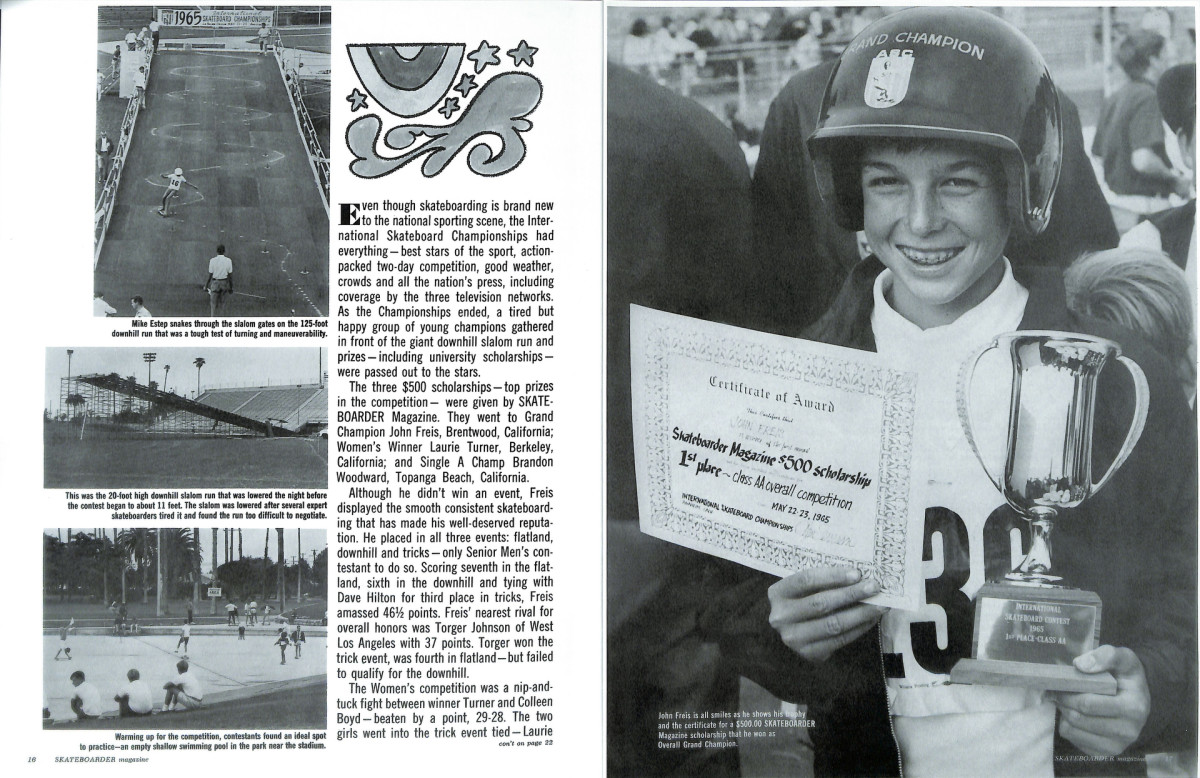 1965 International
SKATEBOARD CHAMPIONSHIPS
Mike Estep snakes through the slalom gates on the 125-foot
downhill run that was a tough test of turning and maneuverability.
This was the 20-foot high downhill slalom run that was lowered the night before
the contest began to about 11 feet. The slalom was lowered after several expert
skateboarders tired it and found the run too difficult to negotiate.
Warming up for the competition, contestants found an ideal spot
to practice—an empty shallow swimming pool in the park near the stadium.
16 SKATEBOARDER magazine
Even though skateboarding is brand new
to the national sporting scene, the Inter-
national Skateboard Championships had
everything—best stars of the sport, action-
packed two-day competition, good weather,
crowds and all the nation's press, including
coverage by the three television networks.
As the Championships ended, a tired but
happy group of young champions gathered
in front of the giant downhill slalom run and
prizes—including university scholarships—
were passed out to the stars.
The three $500 scholarships—top prizes
in the competition— were given by SKATE-
BOARDER Magazine. They went to Grand
Champion John Freis, Brentwood, California;
Women's Winner Laurie Turner, Berkeley,
California; and Single A Champ Brandon
Woodward, Topanga Beach, California.
Although he didn't win an event, Freis
displayed the smooth consistent skateboard-
ing that has made his well-deserved reputa-
tion. He placed in all three events: flatland,
downhill and tricks—only Senior Men's con-
testant to do so. Scoring seventh in the flat-
land, sixth in the downhill and tying with
Dave Hilton for third place in tricks, Freis
amassed 46½ points. Freis' nearest rival for
overall honors was Torger Johnson of West
Los Angeles with 37 points. Torger won the
trick event, was fourth in flatland—but failed
to qualify for the downhill.
The Women's competition was a nip-and-
tuck fight between winner Turner and Colleen
Boyd—beaten by a point, 29-28. The two
girls went into the trick event tied—Laurie
con't on page 22
GRAND CHAMPION
ABC
Certificate of Award
This Certifies that
JOHN FREIS
Skateboarder Magazine $500 scholarship
1st place – class AA overall competition
MAY 22-23, 1965
INTERNATIONAL SKATEBOARD CHAMPIONSHIPS
INTERNATIONAL
SKATEBOARD CONTEST
1965
1st PLACE-CLASS AA
John Freis is all smiles as he shows his trophy
and the certificate for a $500.00 SKATEBOARDER
Magazine scholarship that he won as
Overall Grand Champion.
SKATEBOARDER magazine 17